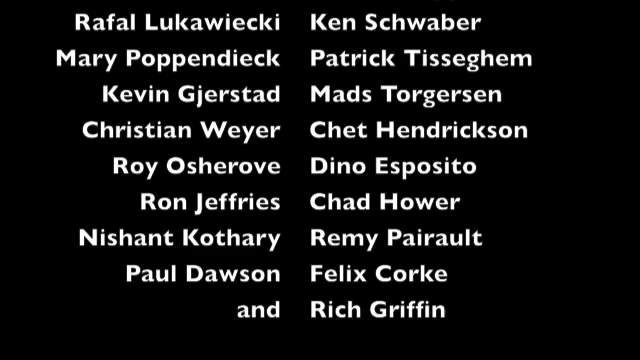 Rafal Lukawiecki Ken Schwaber
Mary Poppendieck Patrick Tisseghem
Kevin Gjerstad Mads Torgersen
Christian Weyer Chet Hendrickson
Roy Osherove Dino Esposito
Ron Jeffries Chad Hower
Nishant Kothary Remy Pairault
Paul Dawson Felix Corke
and Rich Griffin